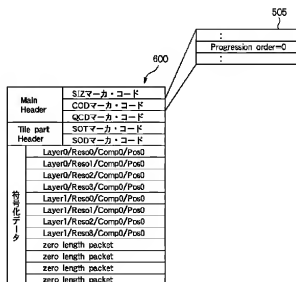 505
:
Progression order=0
:
600
Main Header
SIZマーカ・コード
CODマーカ・コード
QCDマーカ・コード
Tile part Header
SOTマーカ・コード
SODマーカ・コード
符号化データ
Layer0/Reso0/Comp0/Pos0
Layer0/Reso1/Comp0/Pos0
Layer0/Reso2/Comp0/Pos0
Layer0/Reso3/Comp0/Pos0
Layer1/Reso0/Comp0/Pos0
Layer1/Reso1/Comp0/Pos0
Layer1/Reso2/Comp0/Pos0
Layer1/Reso3/Comp0/Pos0
zero length packet
zero length packet
zero length packet
zero length packet